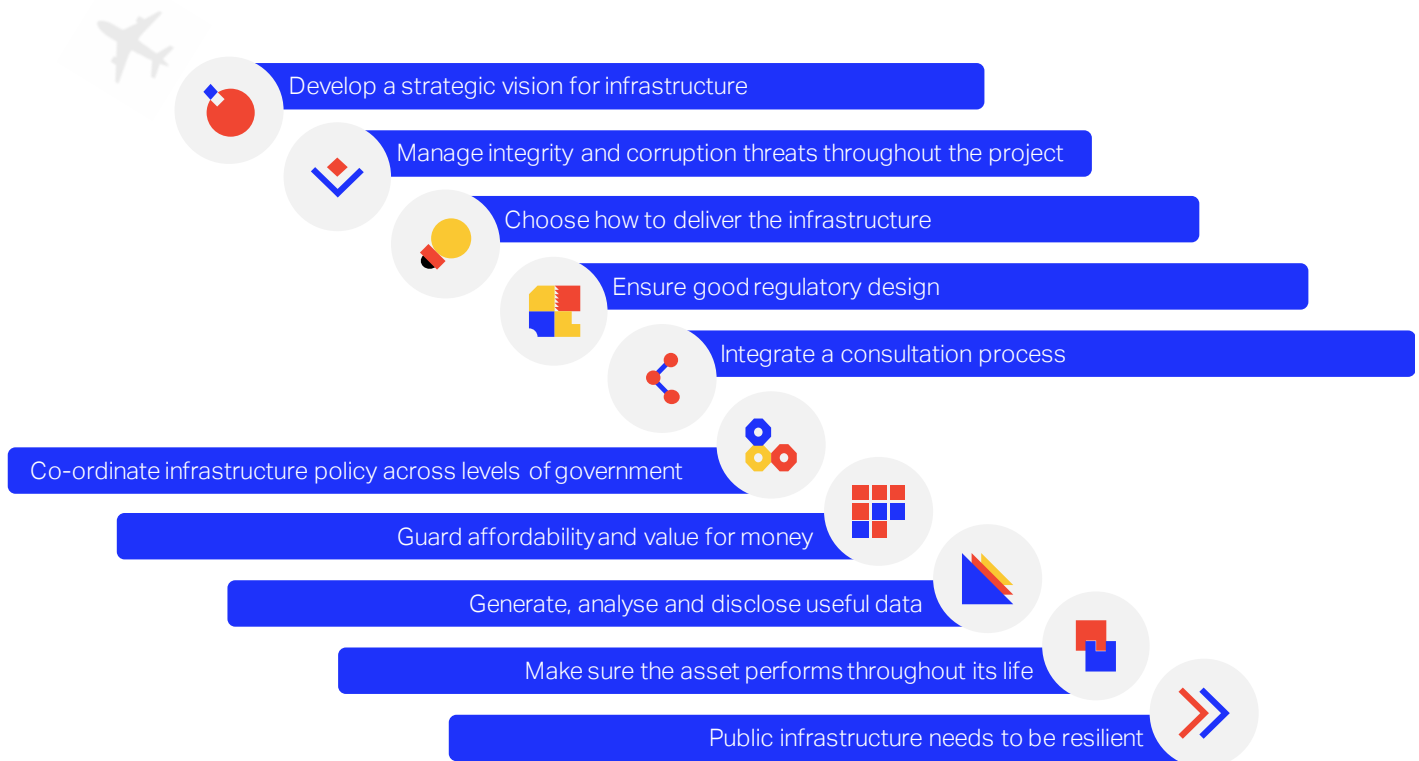 Develop a strategic vision for infrastructure
Manage integrity and corruption threats throughout the project
Choose how to deliver the infrastructure
Ensure good regulatory design
Integrate a consultation process
Co-ordinate infrastructure policy across levels of government
Guard affordability and value for money
Generate, analyse and disclose useful data
Make sure the asset performs throughout its life
Public infrastructure needs to be resilient